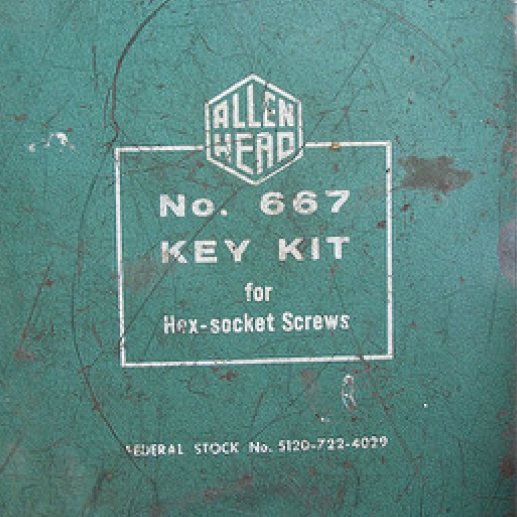 ALLEN
HEAD
No. 667
KEY KIT
for
Hex-socket Screws
FEDERAL STOCK No. 5120-722-4029